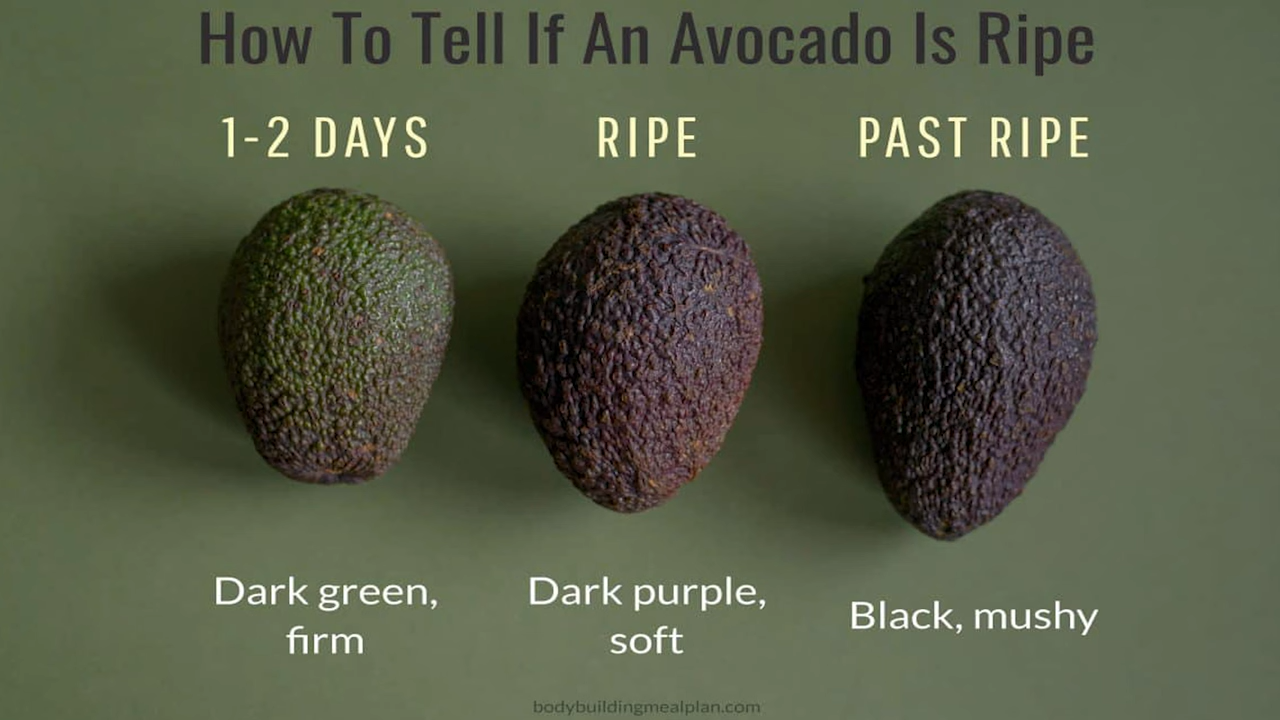 How To Tell If An Avocado Is Ripe
1-2 DAYS
RIPE
PAST RIPE
Dark green,
firm
Dark purple,
soft
Black, mushy
bodybuildingmealplan.com